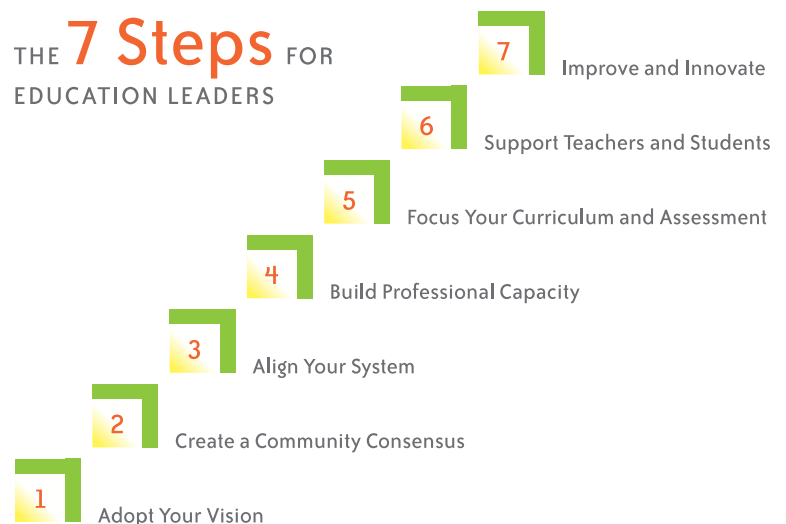 THE 7 Steps FOR
EDUCATION LEADERS
7
Improve and Innovate
6
Support Teachers and Students
5
Focus Your Curriculum and Assessment
4
Build Professional Capacity
3
Align Your System
2
Create a Community Consensus
1
Adopt Your Vision